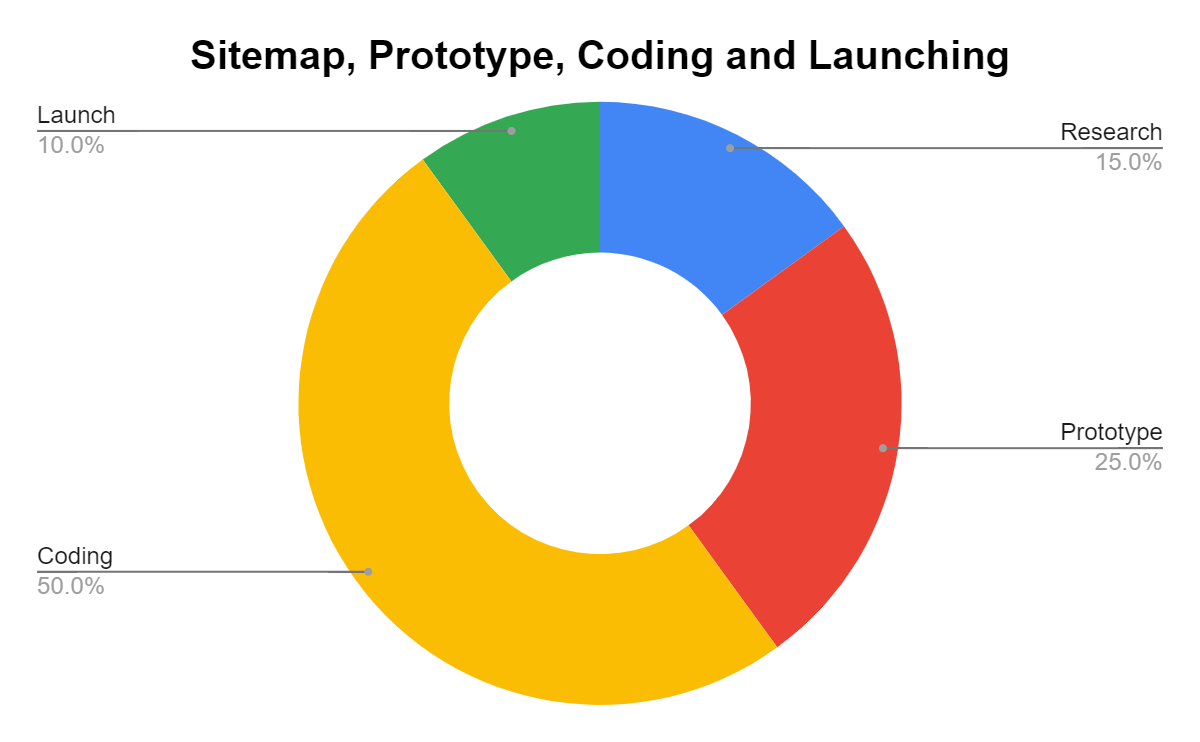 Sitemap, Prototype, Coding and Launching
Launch
10.0%
Research
15.0%
Prototype
25.0%
Coding
50.0%